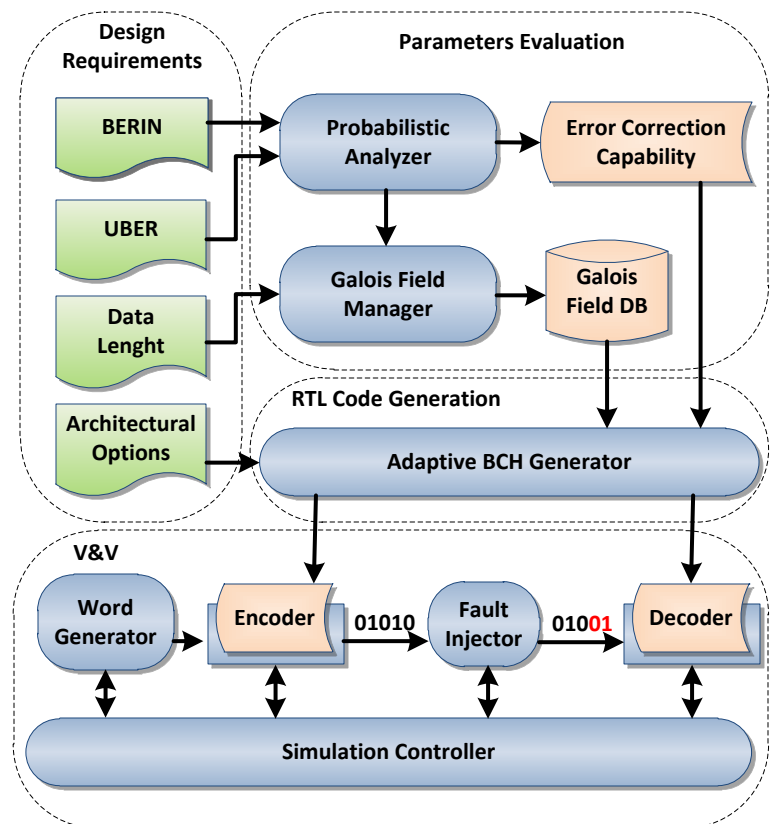 Design
Requirements
Parameters Evaluation
BERIN
Probabilistic
Analyzer
Error Correction
Capability
UBER
Galois Field
Manager
Galois
Field DB
Data
Lenght
RTL Code Generation
Architectural
Options
Adaptive BCH Generator
V&V
Word
Generator
Encoder
01010
Fault
Injector
01001
Decoder
Simulation Controller